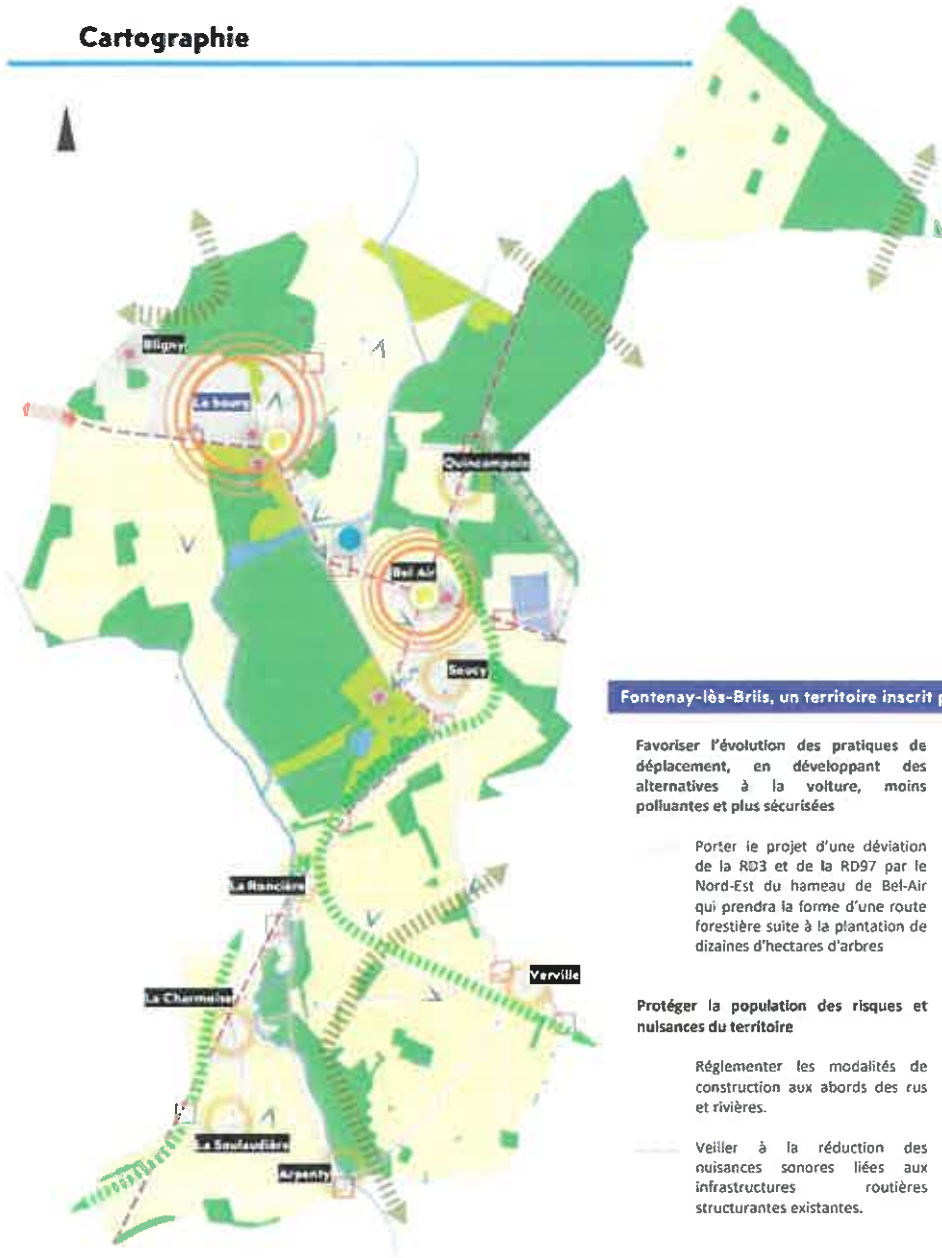 Cartographie
Bligny
Le bourg
Quincampoix
Bel Air
Soucy
Fontenay-lès-Briis, un territoire inscrit p
Favoriser l'évolution des pratiques de
déplacement, en développant des
alternatives à la voiture, moins
polluantes et plus sécurisées
Porter le projet d'une déviation
de la RD3 et de la RD97 par le
Nord-Est du hameau de Bel-Air
qui prendra la forme d'une route
forestière suite à la plantation de
dizaines d'hectares d'arbres
La Roncière
Verville
La Charmoise
Protéger la population des risques et
nuisances du territoire
Réglementer les modalités de
construction aux abords des rus
et rivières.
La Soulaudière
Arpenty
Veiller à la réduction des
nuisances sonores liées aux
infrastructures routières
structurantes existantes.